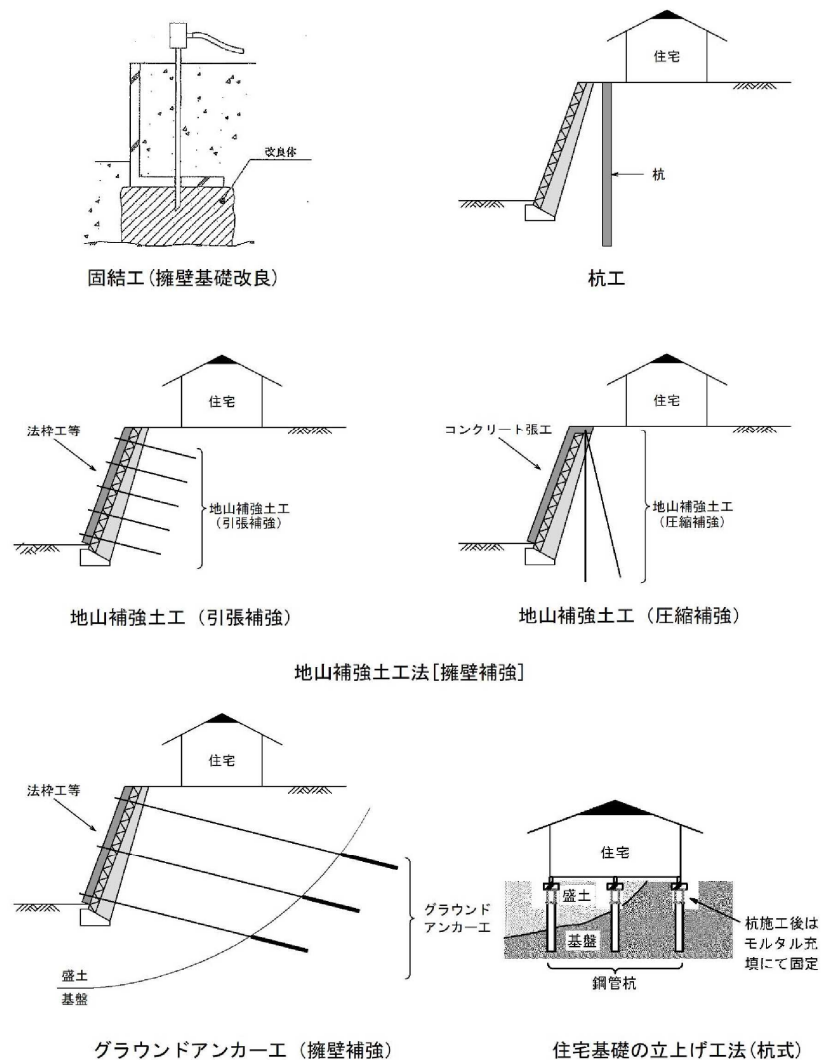 改良体
固結工(擁壁基礎改良)
住宅
杭
杭工
住宅
法枠工等
地山補強土工
(引張補強)
地山補強土工 (引張補強)
住宅
コンクリート張工
地山補強土工
(圧縮補強)
地山補強土工 (圧縮補強)
地山補強土工法[擁壁補強]
住宅
法枠工等
グラウンド
アンカー工
盛土
基盤
グラウンドアンカー工 (擁壁補強)
住宅
盛土
基盤
杭施工後は
モルタル充
填にて固定
鋼管杭
住宅基礎の立上げ工法(杭式)